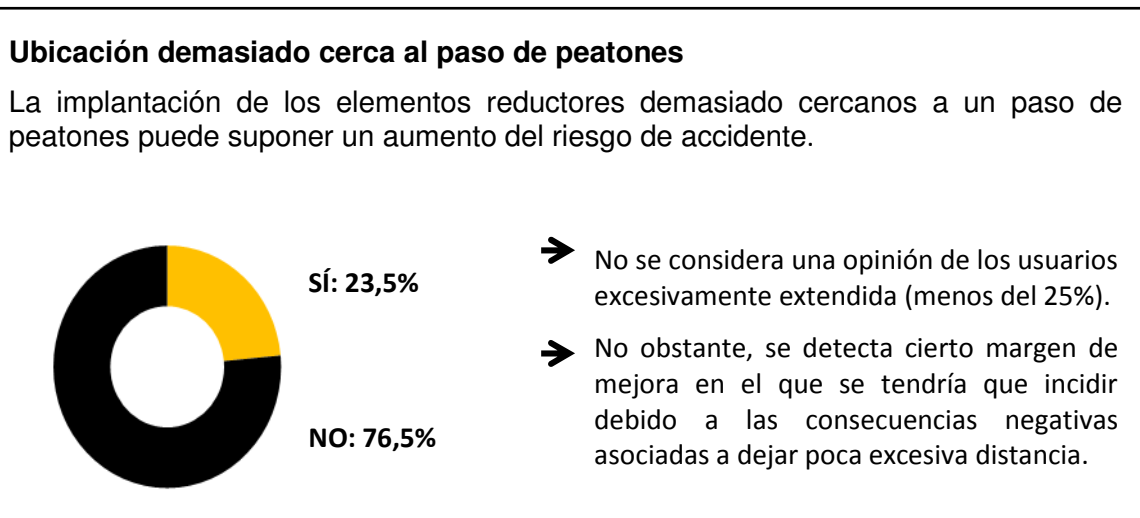 Ubicación demasiado cerca al paso de peatones
La implantación de los elementos reductores demasiado cercanos a un paso de
peatones puede suponer un aumento del riesgo de accidente.
SÍ: 23,5%
NO: 76,5%
No se considera una opinión de los usuarios
excesivamente extendida (menos del 25%).
No obstante, se detecta cierto margen de
mejora en el que se tendría que incidir
debido a las consecuencias negativas
asociadas a dejar poca excesiva distancia.